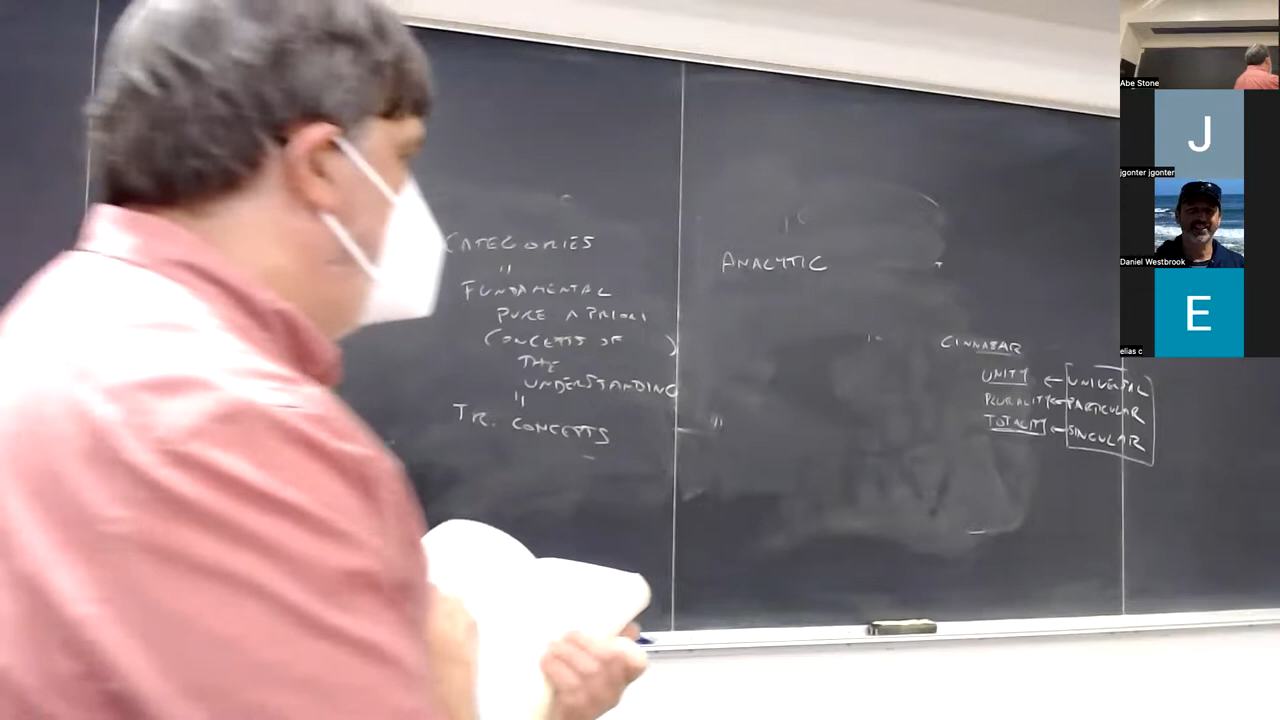 CATEGORIES
"
FUNDAMENTAL
PURE A PRIORI
(CONCEPTS OF )
THE
UNDERSTANDING
"
TR. CONCEPTS
ANALYTIC
CINNABAR
UNITY ← UNIVERSAL
PLURALITY ← PARTICULAR
TOTALITY ← SINGULAR
Abe Stone
J
jgonter jgonter
Daniel Westbrook
E
elias c